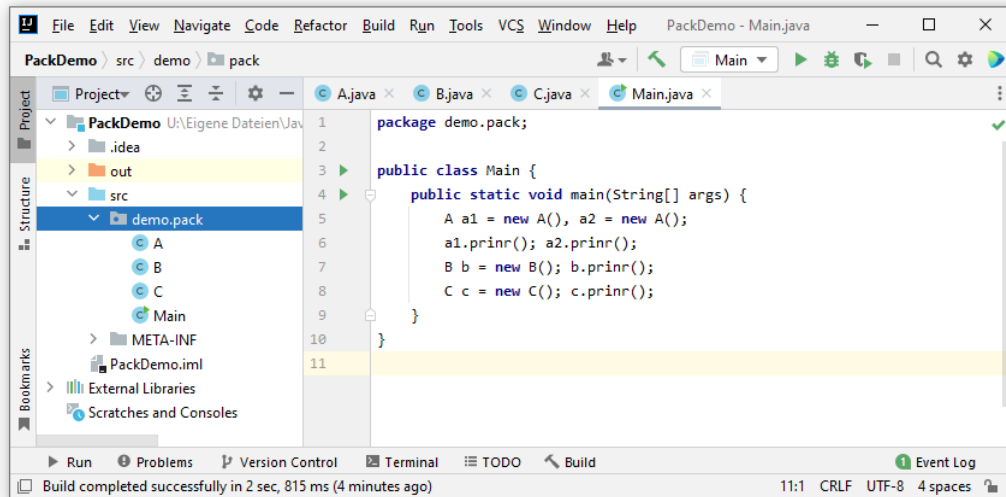 File Edit View Navigate Code Refactor Build Run Tools VCS Window Help PackDemo - Main.java
PackDemo src demo pack Main
Project
A.java B.java C.java Main.java
Project
Structure
Bookmarks
PackDemo U:\Eigene Dateien\Jav
.idea
out
src
demo.pack
A
B
C
Main
META-INF
PackDemo.iml
External Libraries
Scratches and Consoles
1 package demo.pack;
2
3 public class Main {
4 public static void main(String[] args) {
5 A a1 = new A(), a2 = new A();
6 a1.prinr(); a2.prinr();
7 B b = new B(); b.prinr();
8 C c = new C(); c.prinr();
9 }
10 }
11
Run Problems Version Control Terminal TODO Build 1 Event Log
Build completed successfully in 2 sec, 815 ms (4 minutes ago) 11:1 CRLF UTF-8 4 spaces